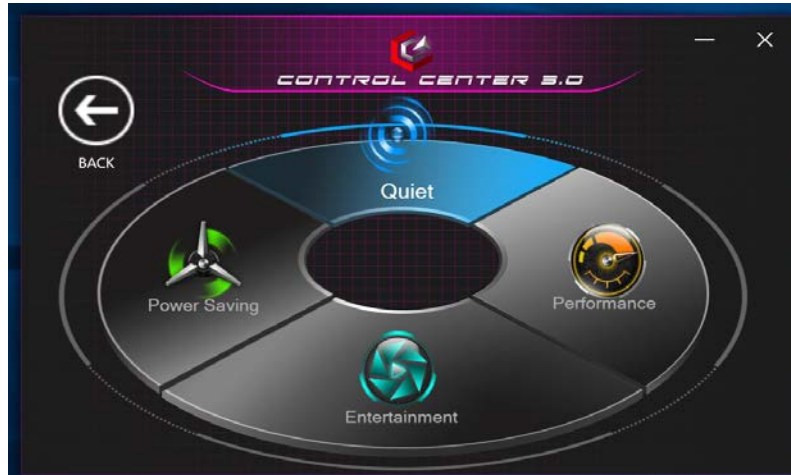 CONTROL CENTER 3.0
BACK
Quiet
Power Saving
Performance
Entertainment